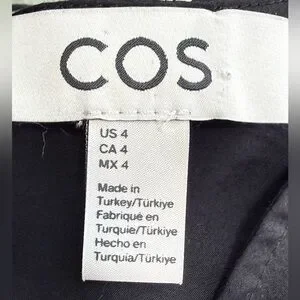 COS
US 4
CA 4
MX 4
Made in
Turkey/Türkiye
Fabriqué en
Turquie/Türkiye
Hecho en
Turquía/Türkiye